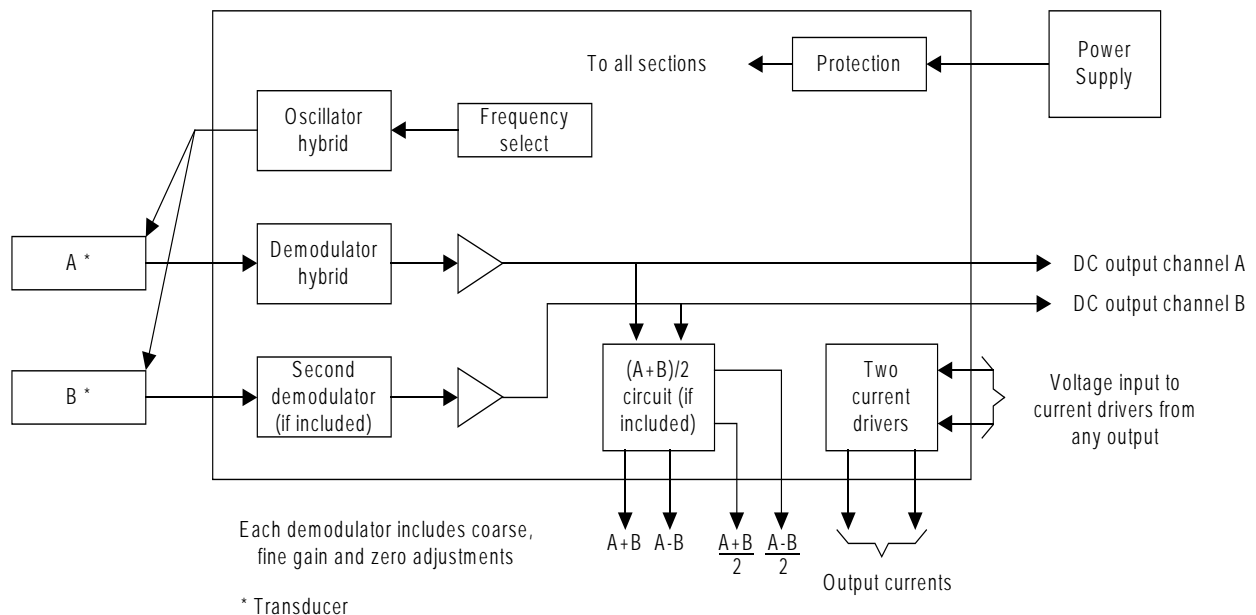 To all sections
Protection
Power
Supply
Oscillator
hybrid
Frequency
select
A *
Demodulator
hybrid
DC output channel A
DC output channel B
B *
Second
demodulator
(if included)
(A+B)/2
circuit (if
included)
Two
current
drivers
Voltage input to
current drivers from
any output
Each demodulator includes coarse,
fine gain and zero adjustments
A+B
A-B
A+B
2
A-B
2
Output currents
* Transducer